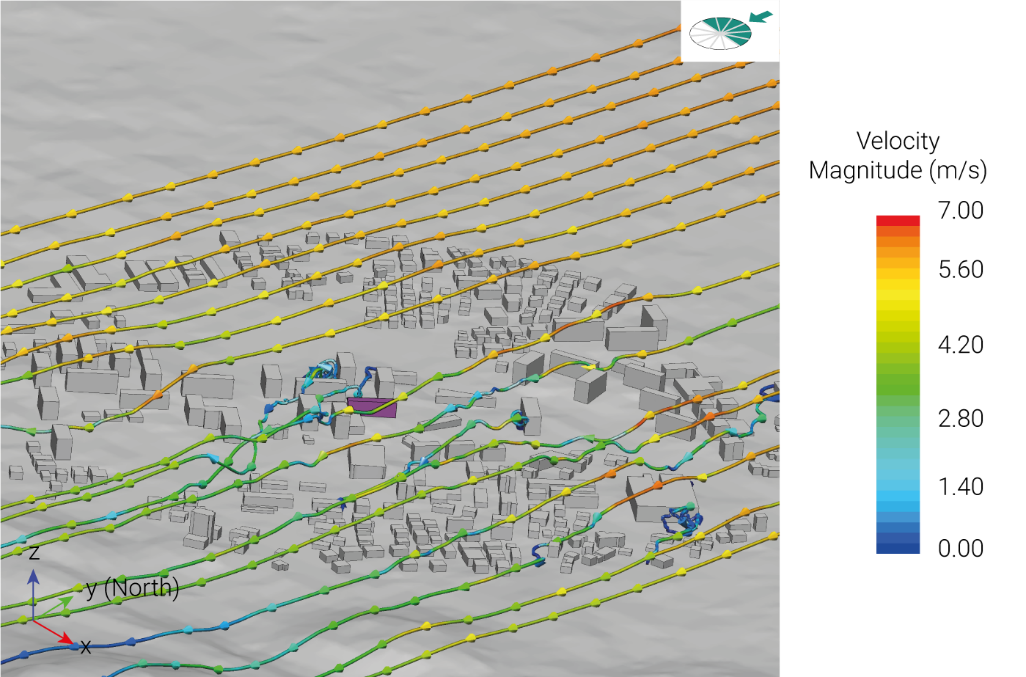 Velocity
Magnitude (m/s)
7.00
5.60
4.20
2.80
1.40
0.00
z
y (North)
x